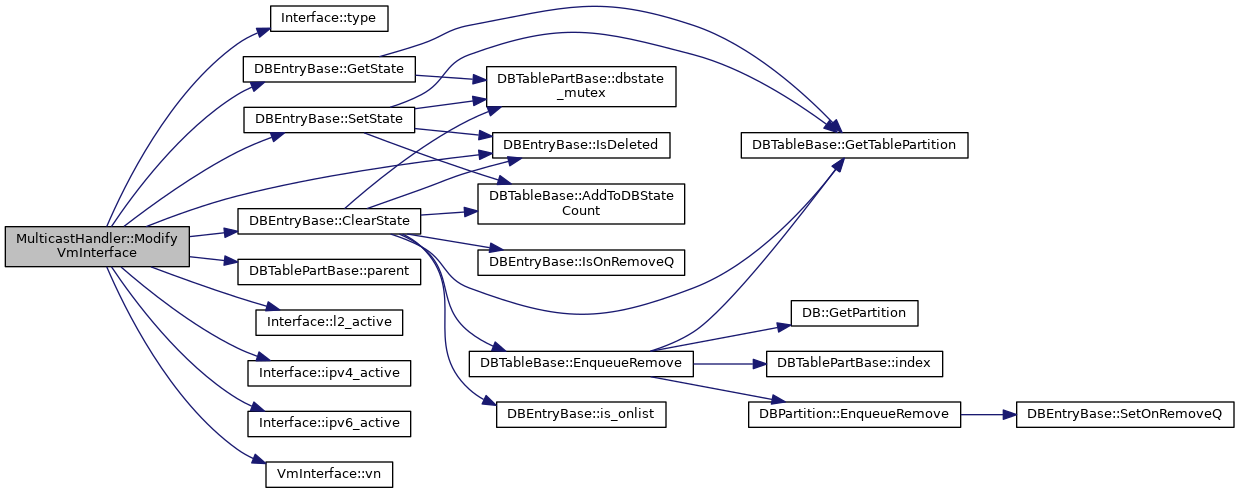 MulticastHandler::Modify
VmInterface
Interface::type
DBEntryBase::GetState
DBEntryBase::SetState
DBEntryBase::ClearState
DBTablePartBase::parent
Interface::l2_active
Interface::ipv4_active
Interface::ipv6_active
VmInterface::vn
DBTablePartBase::dbstate
_mutex
DBEntryBase::IsDeleted
DBTableBase::AddToDBState
Count
DBEntryBase::IsOnRemoveQ
DBTableBase::EnqueueRemove
DBEntryBase::is_onlist
DBTableBase::GetTablePartition
DB::GetPartition
DBTablePartBase::index
DBPartition::EnqueueRemove
DBEntryBase::SetOnRemoveQ